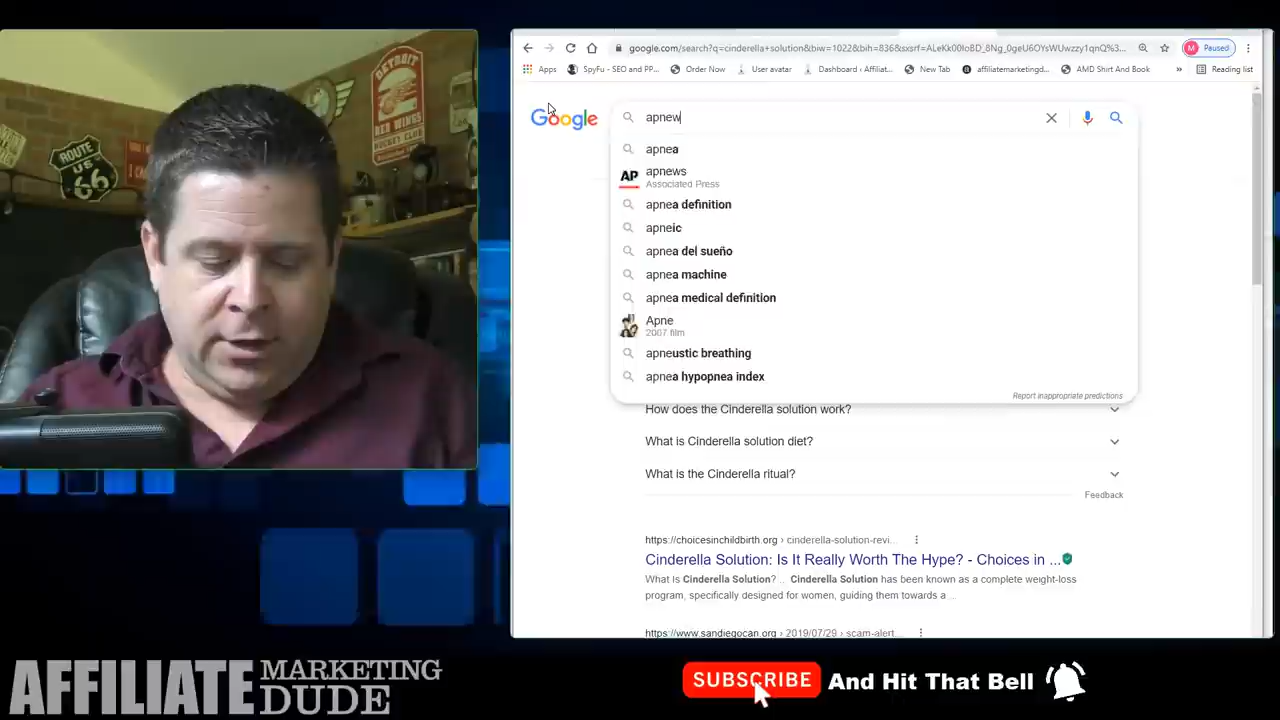 DETROIT
RED WINGS
HOCKEY CLUB
ROUTE
US
66
google.com/search?q=cinderella+solution&biw=1022&bih=836&sxsrf=ALeKk00IoBD_8Ng_0geU6OYsWUwzzy1qnQ%3...
M Paused
Apps
SpyFu - SEO and PP...
Order Now
User avatar
Dashboard ‹ Affiliat...
New Tab
affiliatemarketingd...
AMD Shirt And Book
»
Reading list
Google
apnew
apnea
AP
apnews
Associated Press
apnea definition
apneic
apnea del sueño
apnea machine
apnea medical definition
Apne
2007 film
apneustic breathing
apnea hypopnea index
Report inappropriate predictions
How does the Cinderella solution work?
What is Cinderella solution diet?
What is the Cinderella ritual?
Feedback
https://choicesinchildbirth.org › cinderella-solution-revi...
Cinderella Solution: Is It Really Worth The Hype? - Choices in ...
What is Cinderella Solution? ... Cinderella Solution has been known as a complete weight-loss
program, specifically designed for women, guiding them towards a ...
https://www.sandiegocan.org › 2019/07/29 › scam-alert...
AFFILIATE MARKETING DUDE
SUBSCRIBE And Hit That Bell